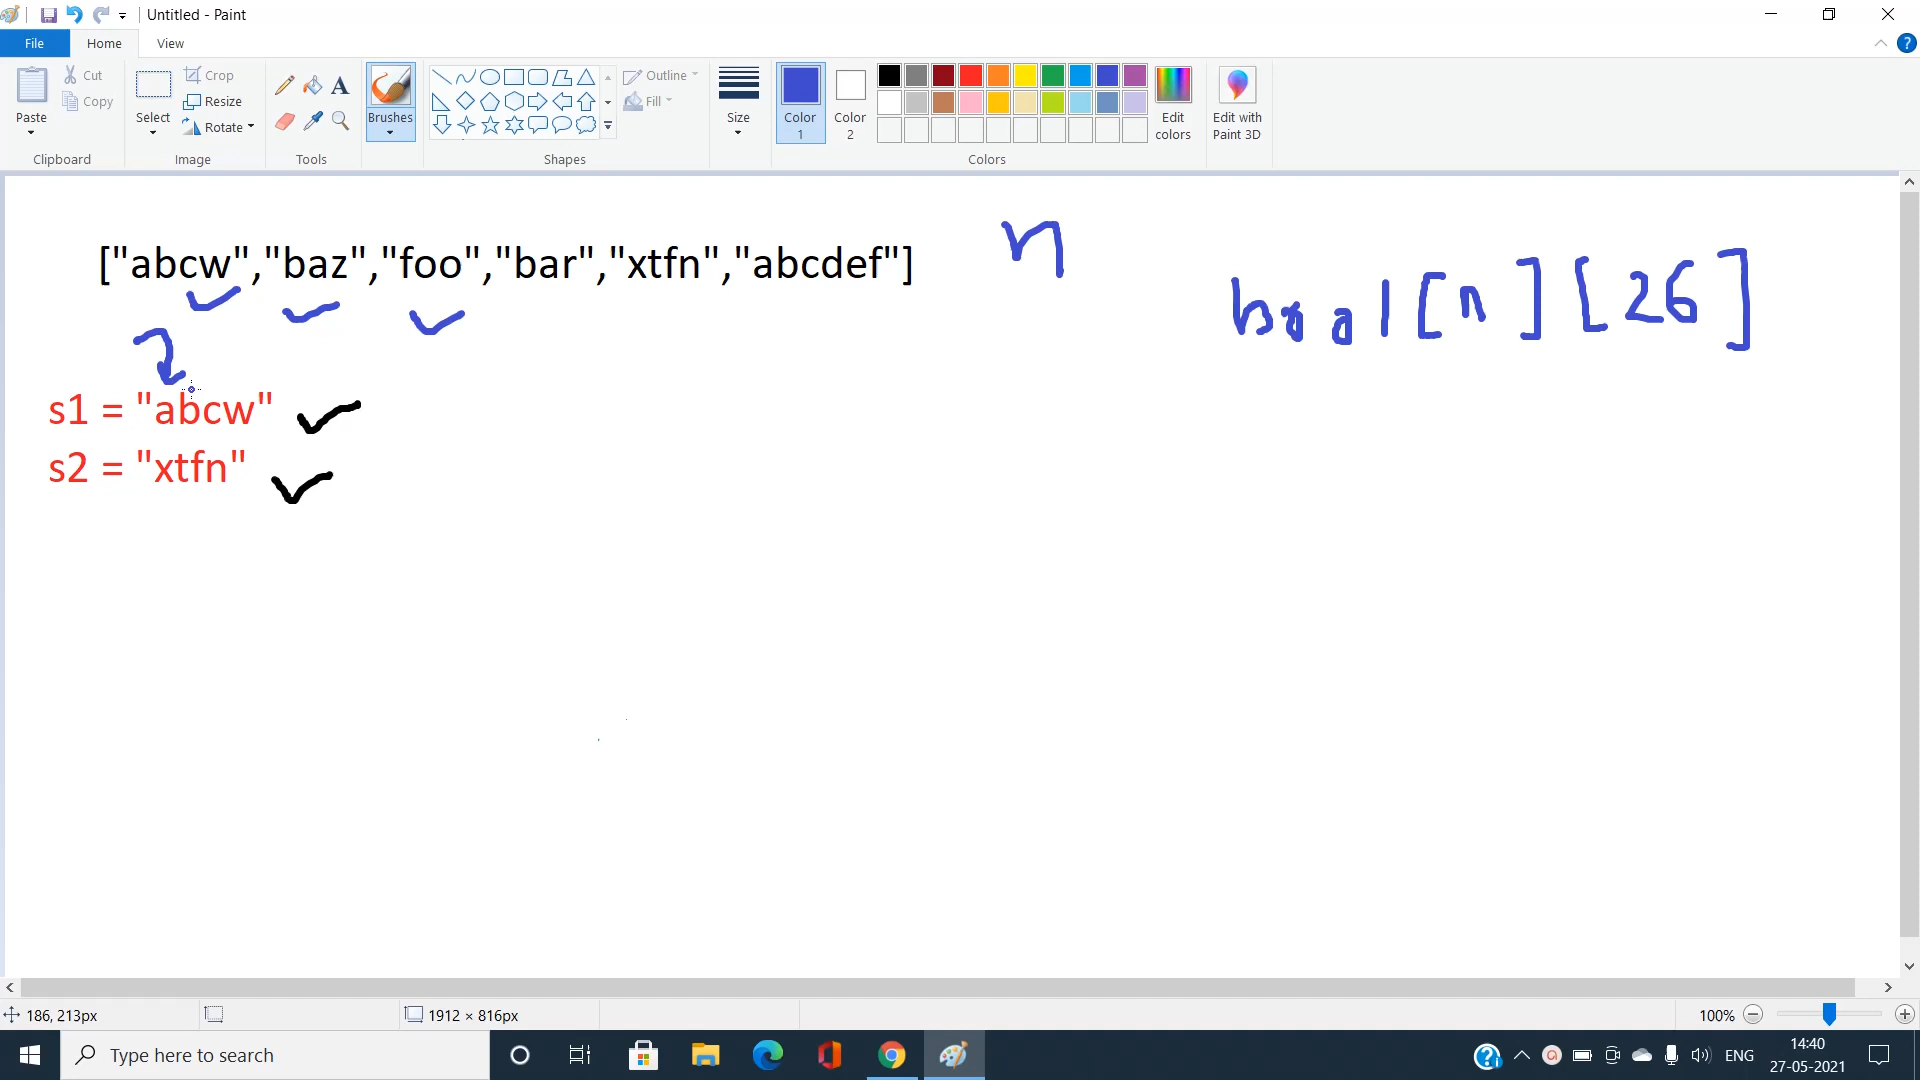 Untitled - Paint
File Home View
Cut
Copy
Paste
Clipboard
Select
Crop
Resize
Rotate
Image
Tools
Brushes
Shapes
Outline
Fill
Size
Color 1
Color 2
Edit colors
Edit with Paint 3D
Colors
["abcw","baz","foo","bar","xtfn","abcdef"]
n
bool[n][26]
s1 = "abcw"
s2 = "xtfn"
186, 213px
1912 × 816px
100%
Type here to search
ENG
14:40
27-05-2021